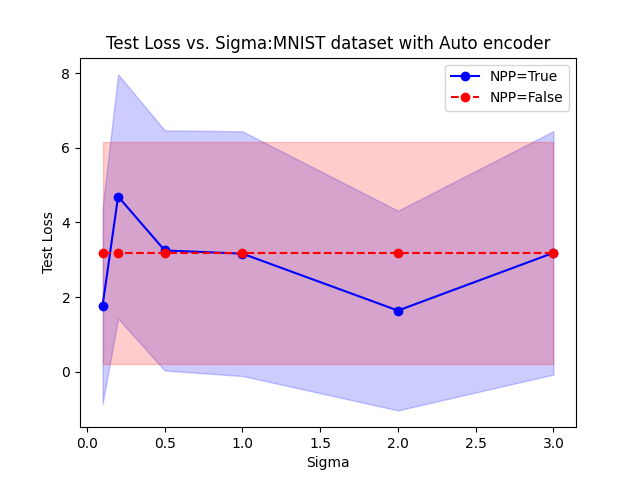 Test Loss vs. Sigma:MNIST dataset with Auto encoder
NPP=True
NPP=False
8
6
4
2
0
Test Loss
0.0 0.5 1.0 1.5 2.0 2.5 3.0
Sigma